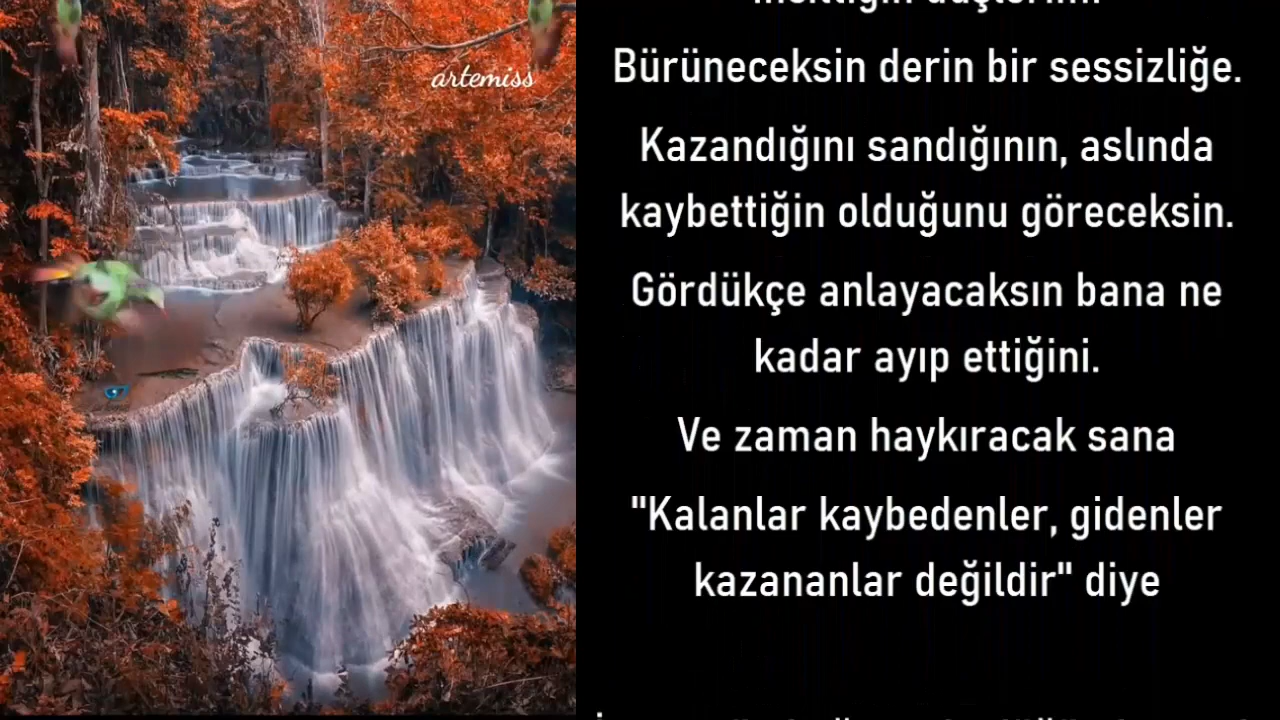 artemiss
Bürüneceksin derin bir sessizliğe.
Kazandığını sandığının, aslında
kaybettiğin olduğunu göreceksin.
Gördükçe anlayacaksın bana ne
kadar ayıp ettiğini.
Ve zaman haykıracak sana
"Kalanlar kaybedenler, gidenler
kazananlar değildir" diye